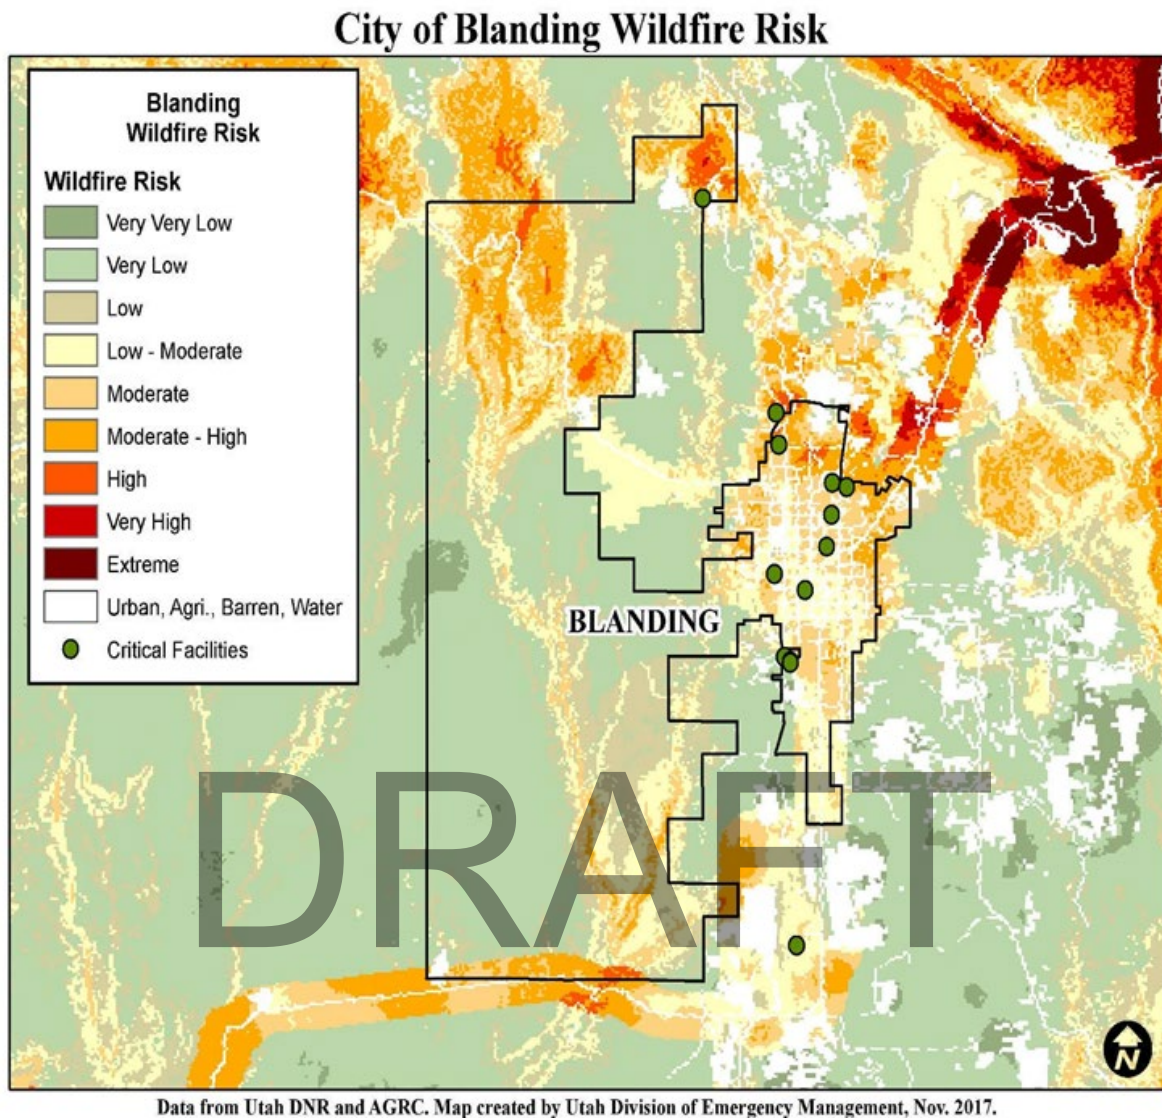 City of Blanding Wildfire Risk
Blanding
Wildfire Risk
Wildfire Risk
Very Very Low
Very Low
Low
Low - Moderate
Moderate
Moderate - High
High
Very High
Extreme
Urban, Agri., Barren, Water
Critical Facilities
BLANDING
DRAFT
N
Data from Utah DNR and AGRC. Map created by Utah Division of Emergency Management, Nov. 2017.